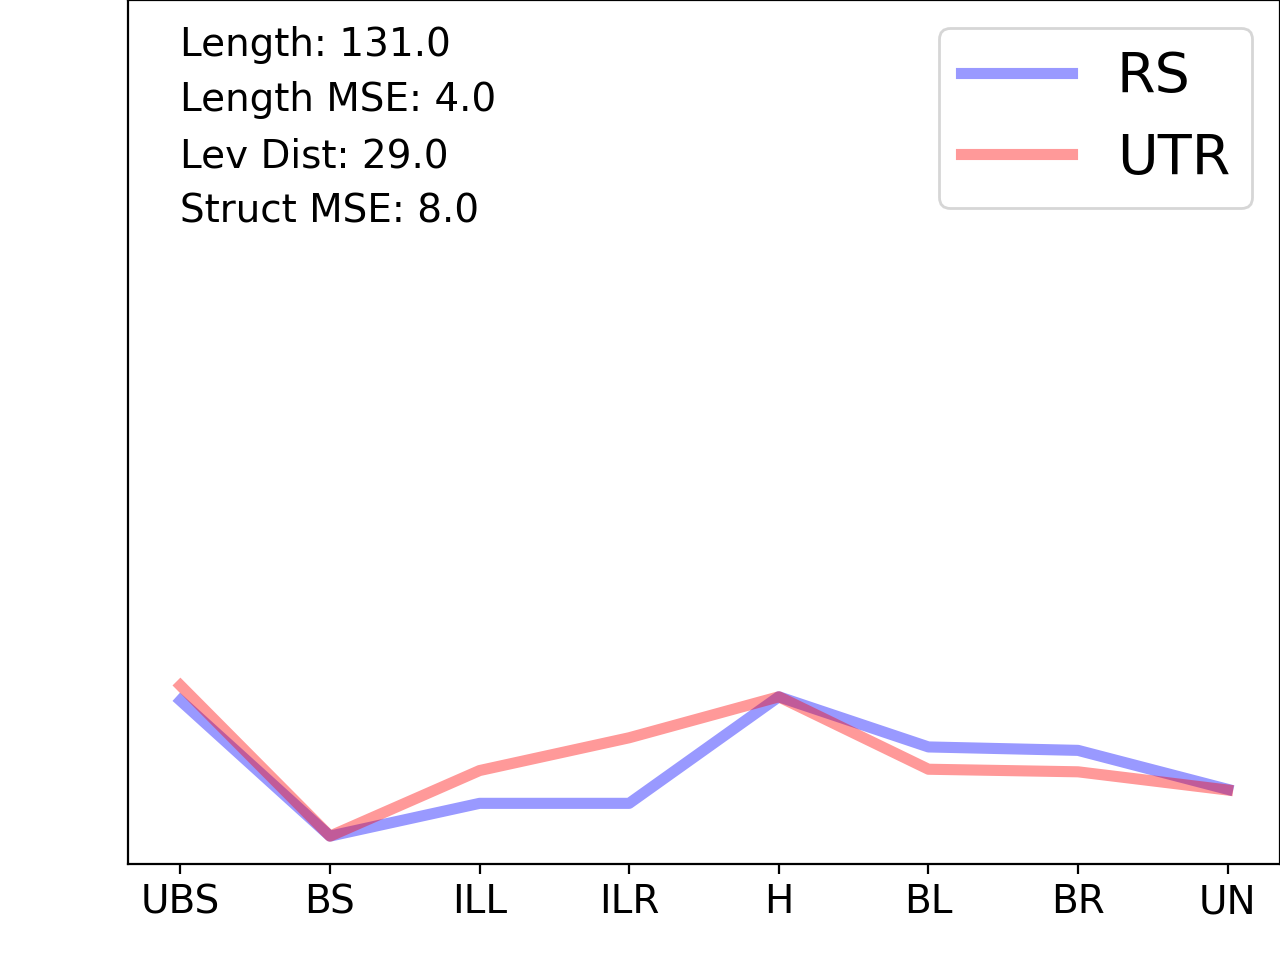 Length: 131.0
Length MSE: 4.0
Lev Dist: 29.0
Struct MSE: 8.0
RS
UTR
UBS BS ILL ILR H BL BR UN